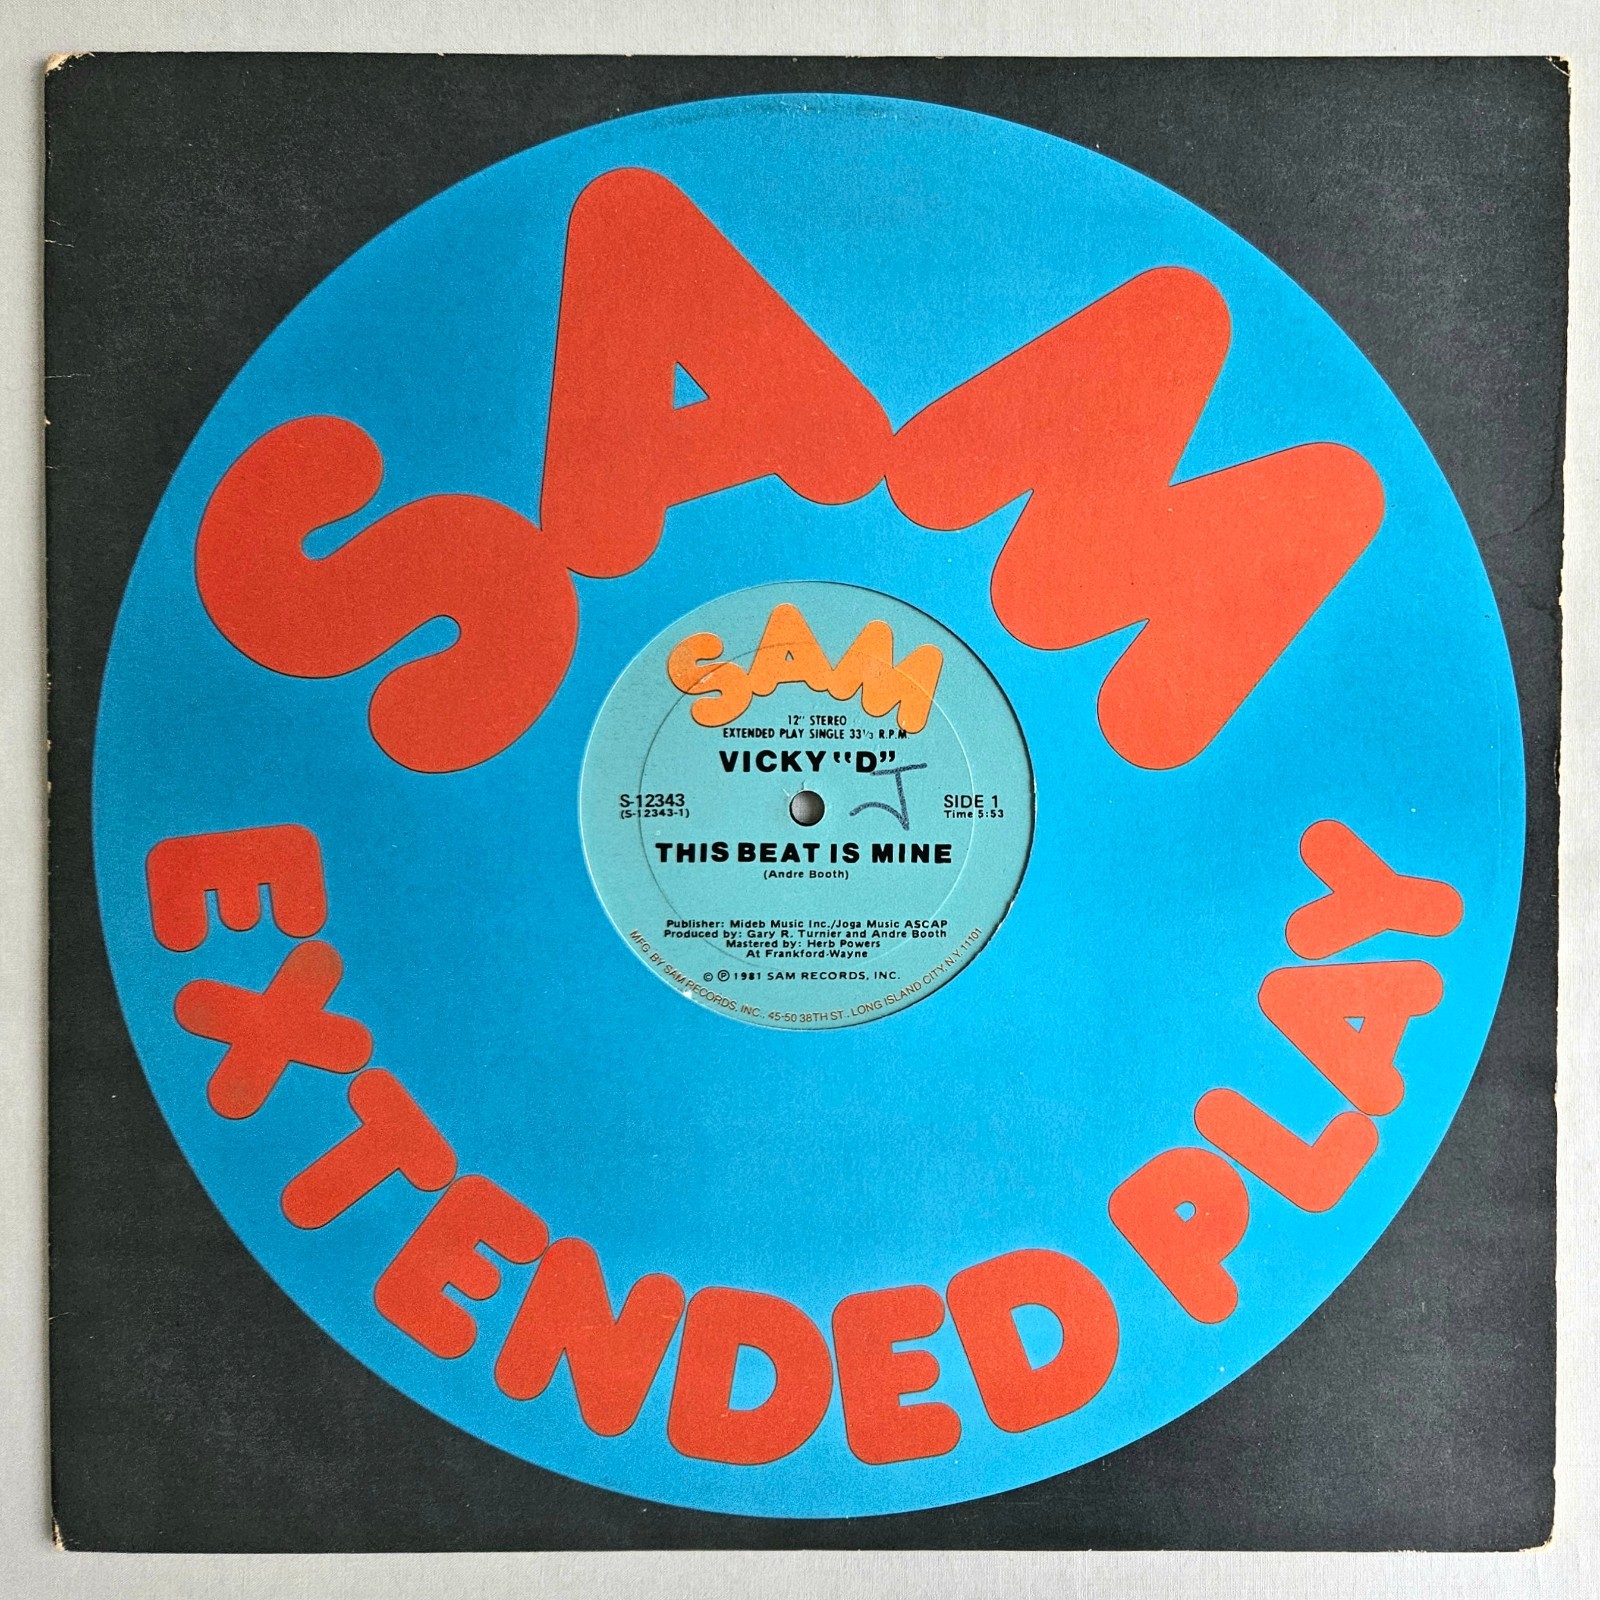 SAM
EXTENDED PLAY
SAM
12" STEREO
EXTENDED PLAY SINGLE 33⅓ R.P.M.
VICKY "D"
J
S-12343
(S-12343-1)
SIDE 1
Time 5:53
THIS BEAT IS MINE
(Andre Booth)
Publisher: Mideb Music Inc./Joga Music ASCAP
Produced by: Gary R. Turnier and Andre Booth
Mastered by: Herb Powers
At Frankford-Wayne
© ℗ 1981 SAM RECORDS, INC.
MFG BY SAM RECORDS, INC., 45-50 38TH ST., LONG ISLAND CITY, N.Y. 11101